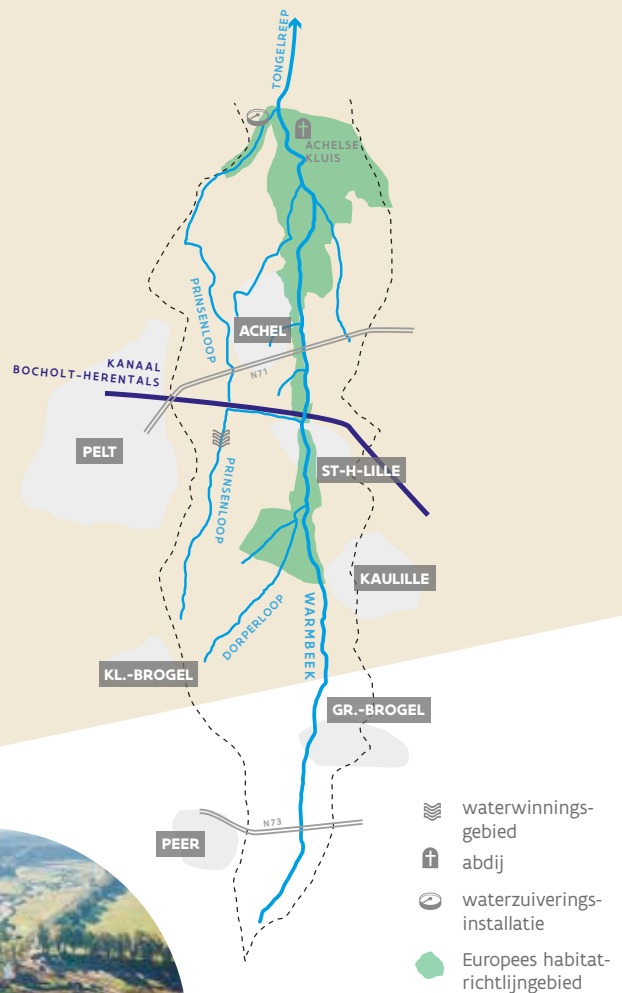 TONGELREEP
ACHELSE
KLUIS
PRINSENLOOP
ACHEL
KANAAL
BOCHOLT-HERENTALS
N71
PELT
ST-H-LILLE
PRINSENLOOP
KAULILLE
DORPERLOOP
WARMBEEK
KL.-BROGEL
GR.-BROGEL
N73
PEER
waterwinnings-
gebied
abdij
waterzuiverings-
installatie
Europees habitat-
richtlijngebied